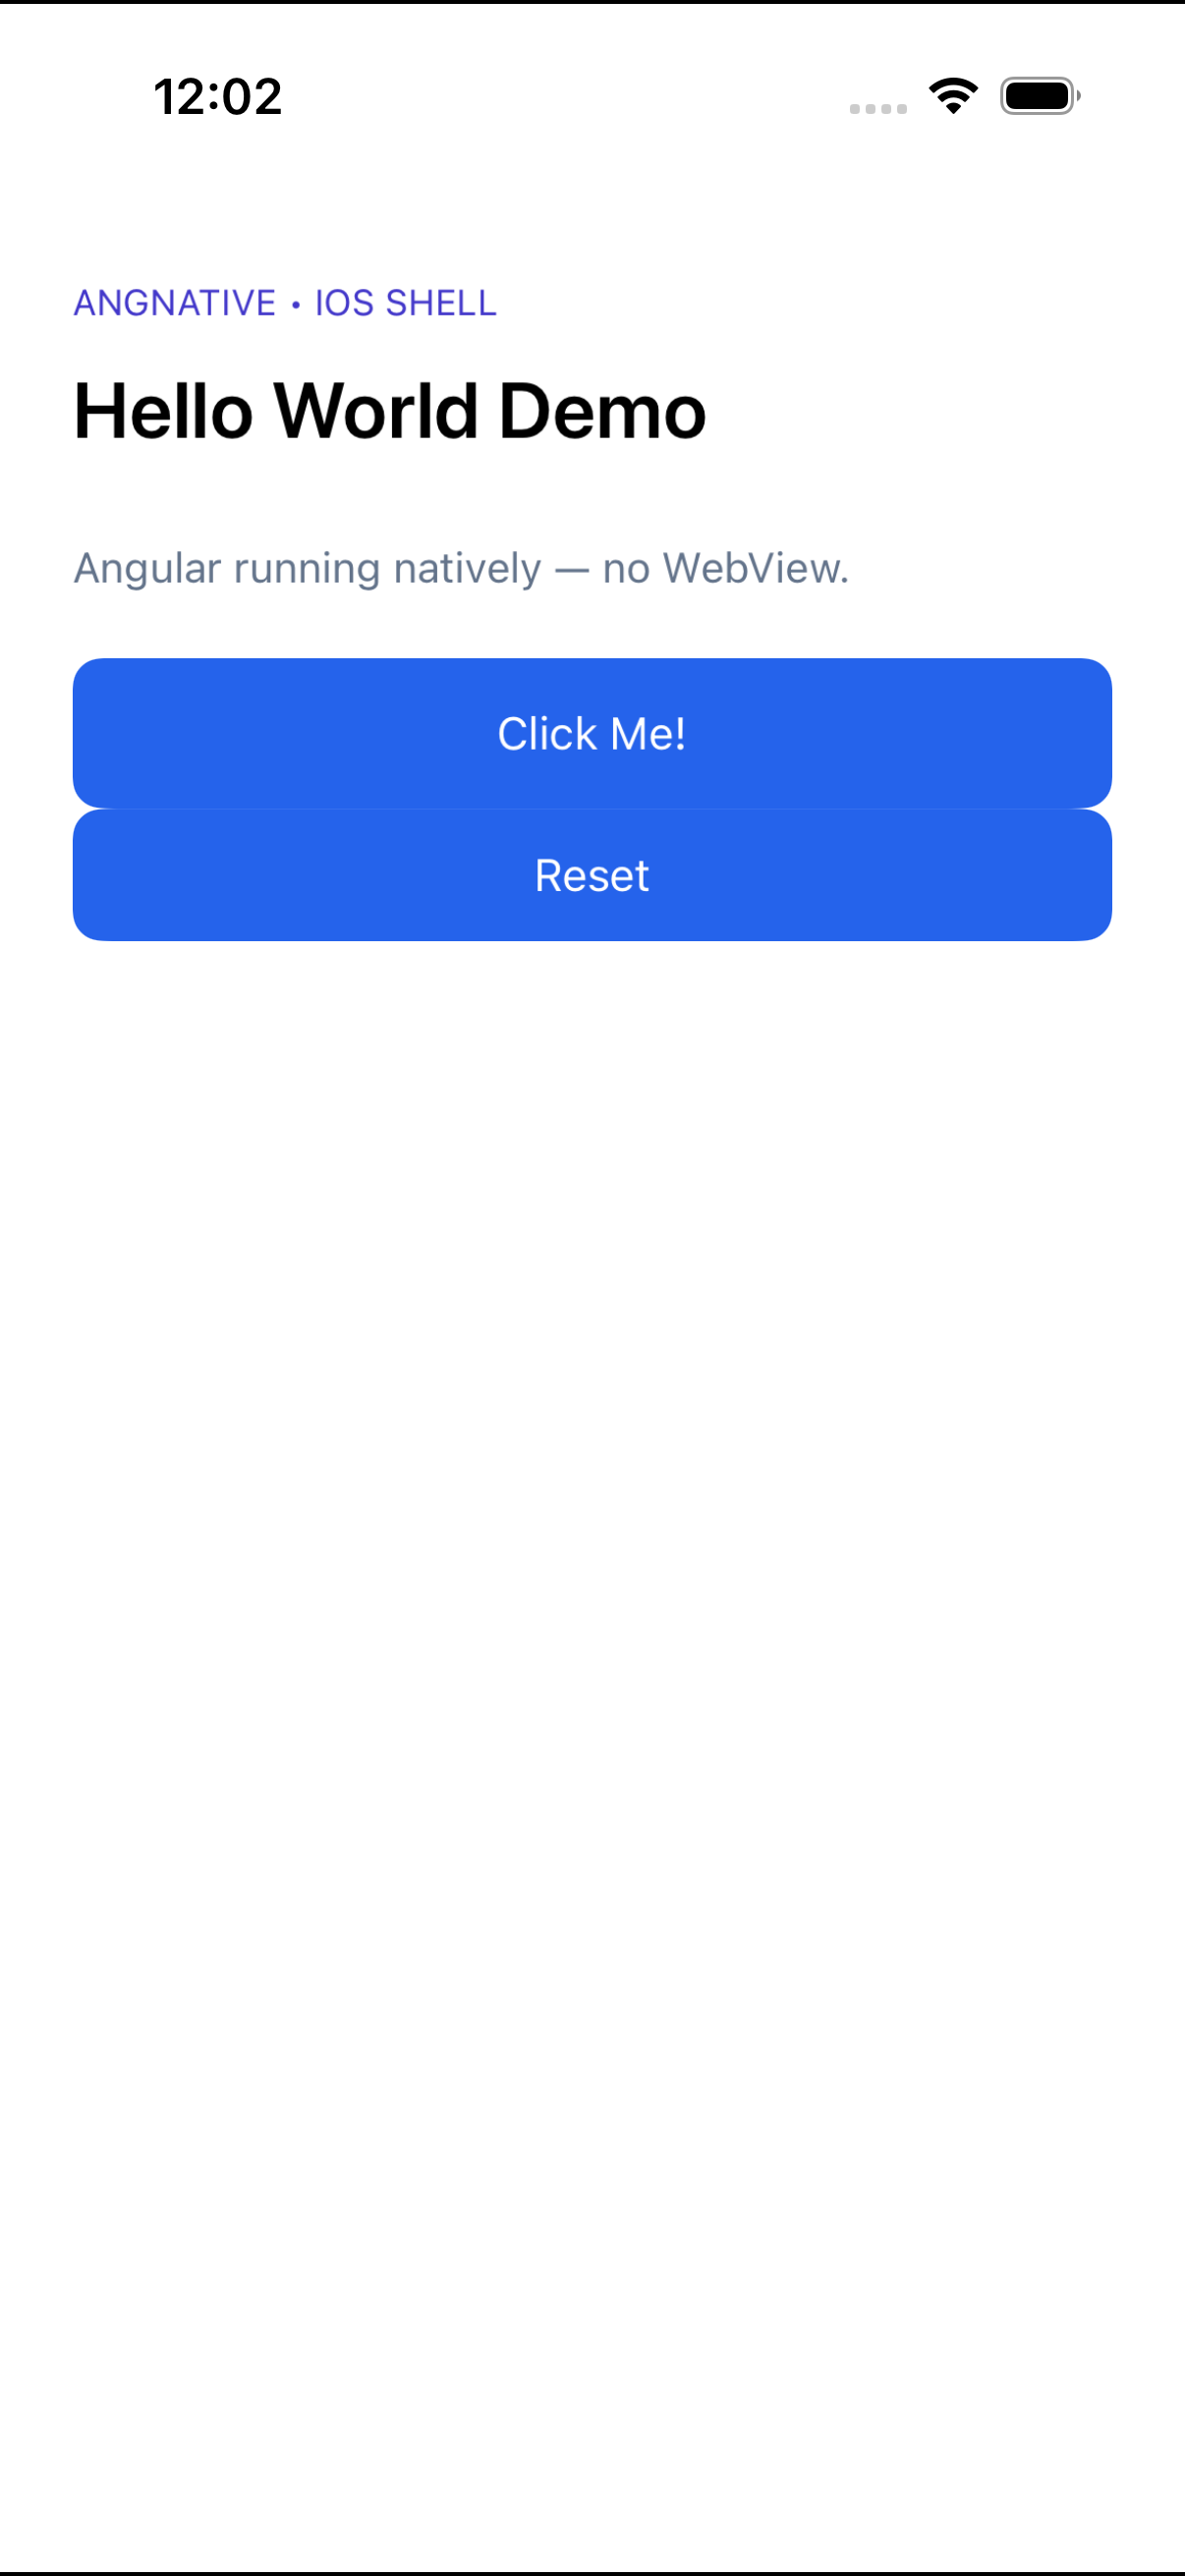 12:02
ANGNATIVE • IOS SHELL
Hello World Demo
Angular running natively — no WebView.
Click Me!
Reset